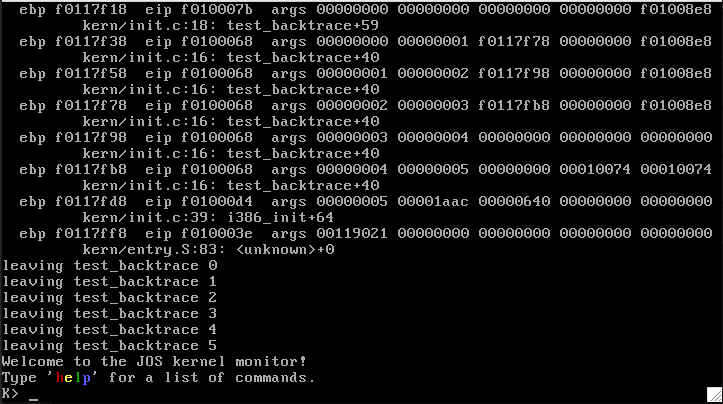 ebp f0117f18  eip f010007b  args 00000000 00000000 00000000 00000000 f01008e8
kern/init.c:18: test_backtrace+59
ebp f0117f38  eip f0100068  args 00000000 00000001 f0117f78 00000000 f01008e8
kern/init.c:16: test_backtrace+40
ebp f0117f58  eip f0100068  args 00000001 00000002 f0117f98 00000000 f01008e8
kern/init.c:16: test_backtrace+40
ebp f0117f78  eip f0100068  args 00000002 00000003 f0117fb8 00000000 f01008e8
kern/init.c:16: test_backtrace+40
ebp f0117f98  eip f0100068  args 00000003 00000004 00000000 00000000 00000000
kern/init.c:16: test_backtrace+40
ebp f0117fb8  eip f0100068  args 00000004 00000005 00000000 00010074 00010074
kern/init.c:16: test_backtrace+40
ebp f0117fd8  eip f01000d4  args 00000005 00001aac 00000640 00000000 00000000
kern/init.c:39: i386_init+64
ebp f0117ff8  eip f010003e  args 00119021 00000000 00000000 00000000 00000000
kern/entry.S:83: <unknown>+0
leaving test_backtrace 0
leaving test_backtrace 1
leaving test_backtrace 2
leaving test_backtrace 3
leaving test_backtrace 4
leaving test_backtrace 5
Welcome to the JOS kernel monitor!
Type 'help' for a list of commands.
K> _